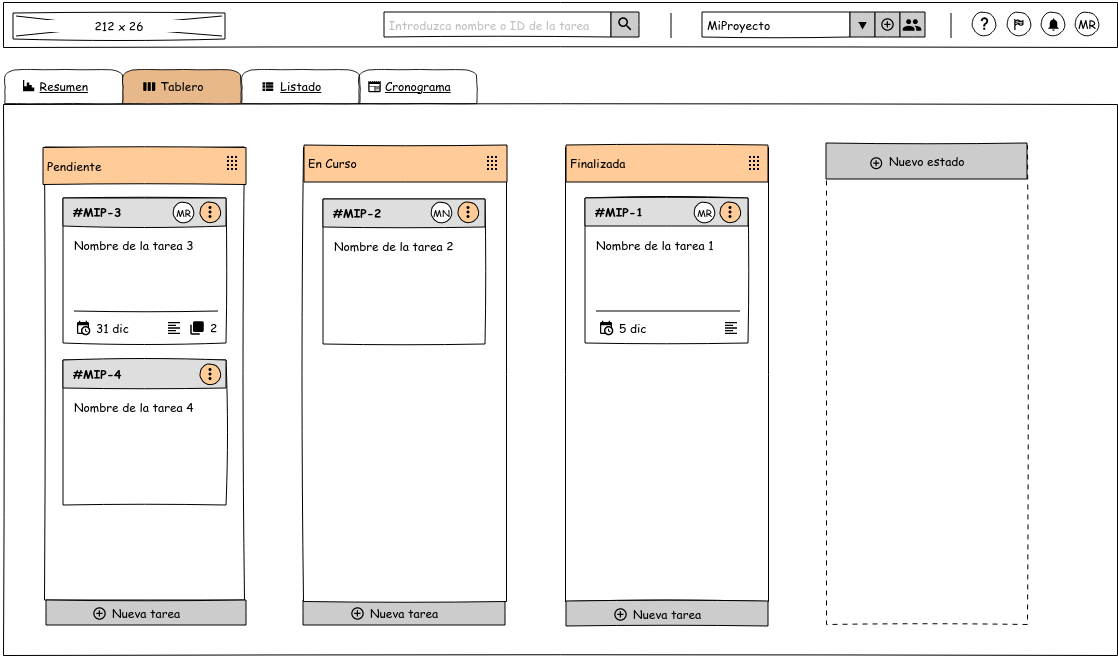 212 x 26
Introduzca nombre o ID de la tarea
MiProyecto
?
MR
Resumen
Tablero
Listado
Cronograma
Pendiente
#MIP-3
MR
Nombre de la tarea 3
31 dic
2
#MIP-4
Nombre de la tarea 4
Nueva tarea
En Curso
#MIP-2
MN
Nombre de la tarea 2
Nueva tarea
Finalizada
#MIP-1
MR
Nombre de la tarea 1
5 dic
Nueva tarea
Nuevo estado